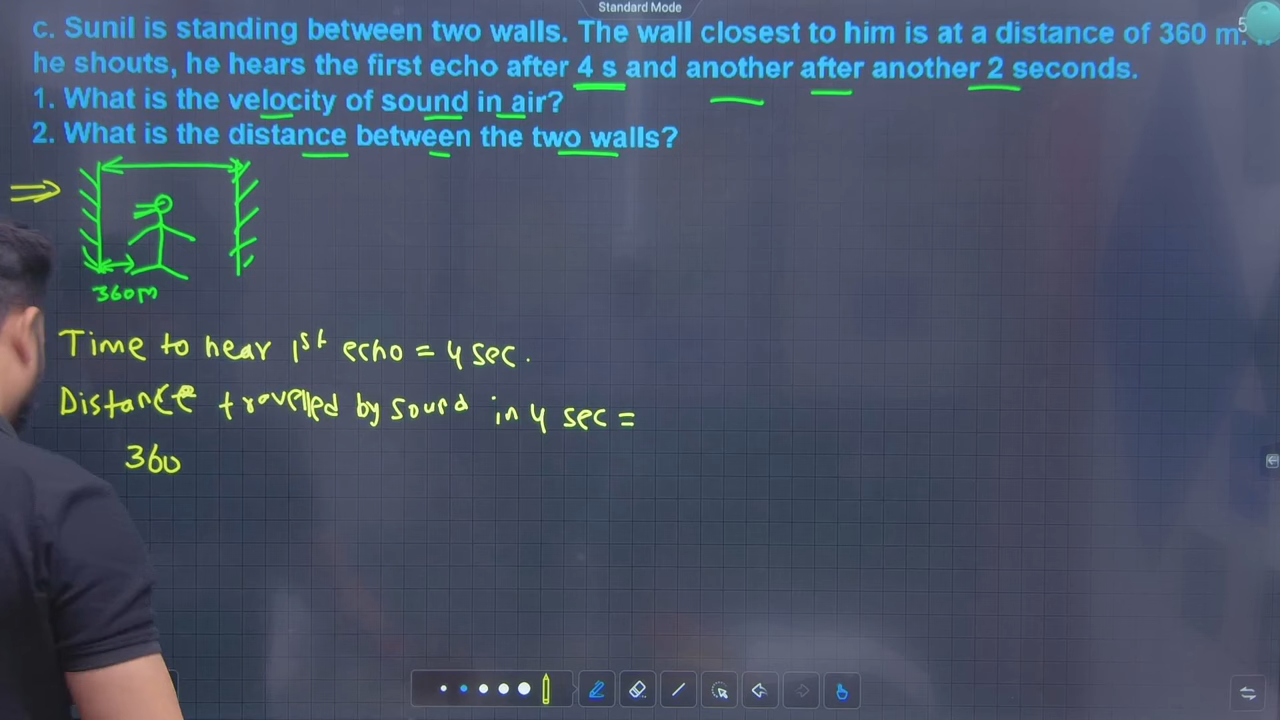 Standard Mode
5
c. Sunil is standing between two walls. The wall closest to him is at a distance of 360 m.
he shouts, he hears the first echo after 4 s and another after another 2 seconds.
1. What is the velocity of sound in air?
2. What is the distance between the two walls?
360m
Time to hear 1st echo = 4 sec.
Distance travelled by sound in 4 sec =
360